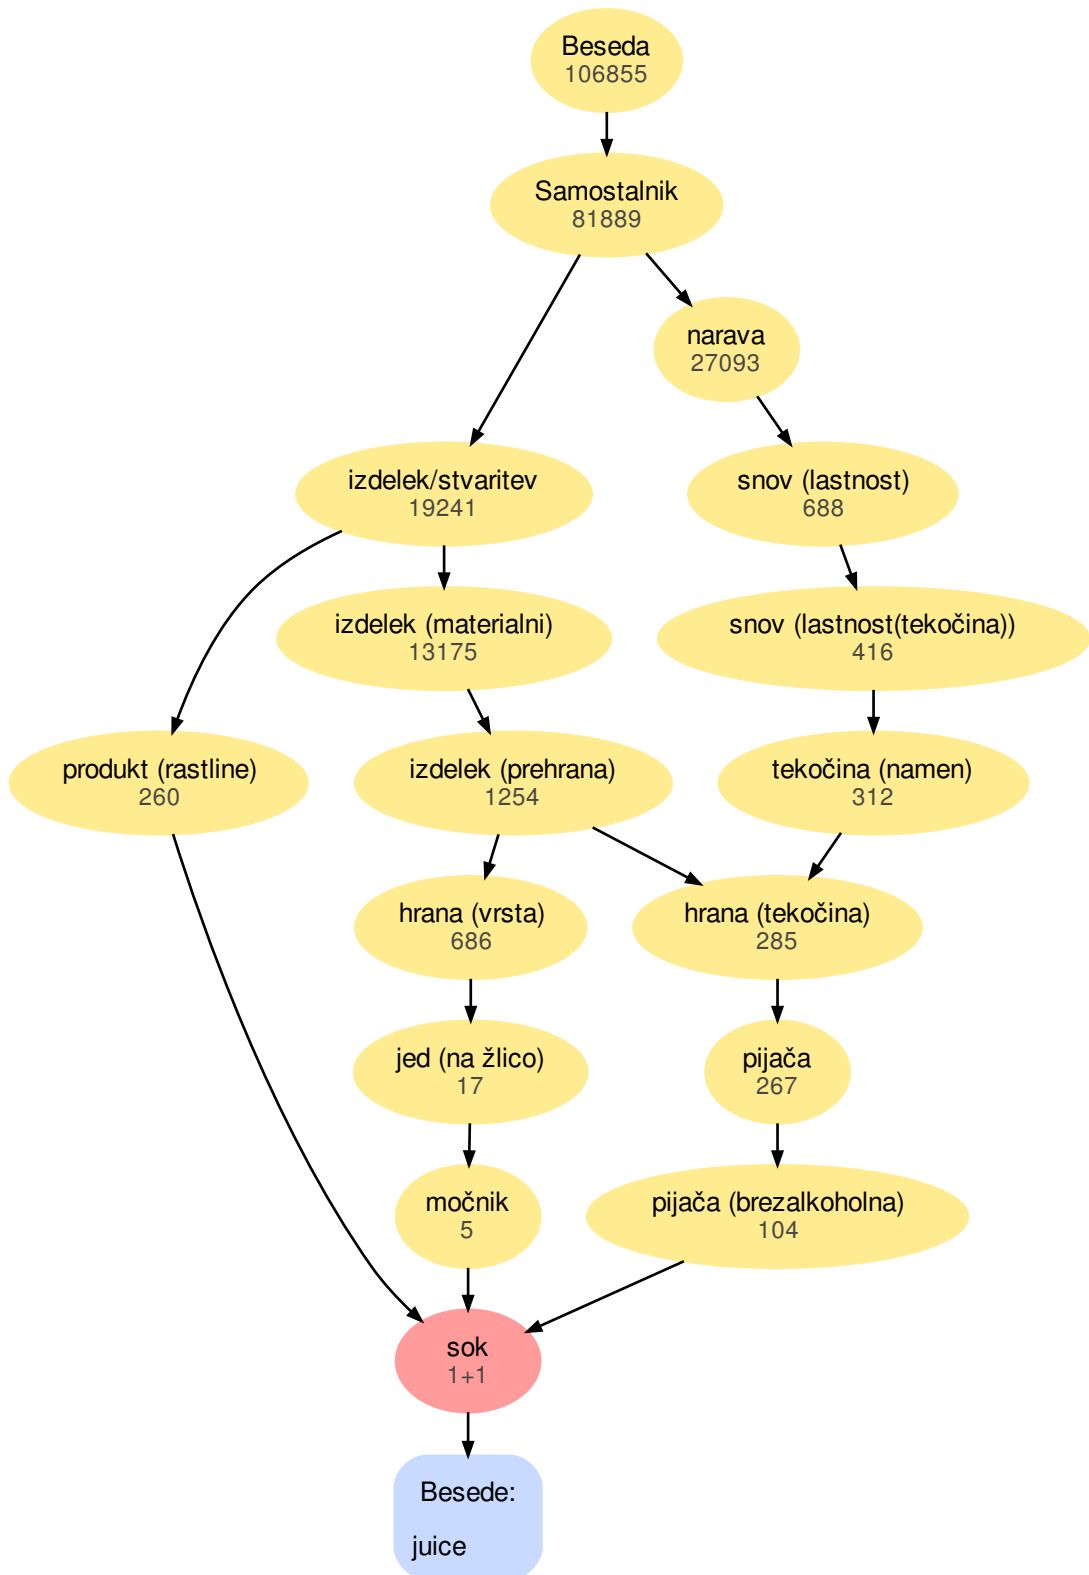 Beseda
106855
Samostalnik
81889
narava
27093
izdelek/stvaritev
19241
snov (lastnost)
688
izdelek (materialni)
13175
snov (lastnost(tekočina))
416
produkt (rastline)
260
izdelek (prehrana)
1254
tekočina (namen)
312
hrana (vrsta)
686
hrana (tekočina)
285
jed (na žlico)
17
pijača
267
močnik
5
pijača (brezalkoholna)
104
sok
1+1
Besede:
juice